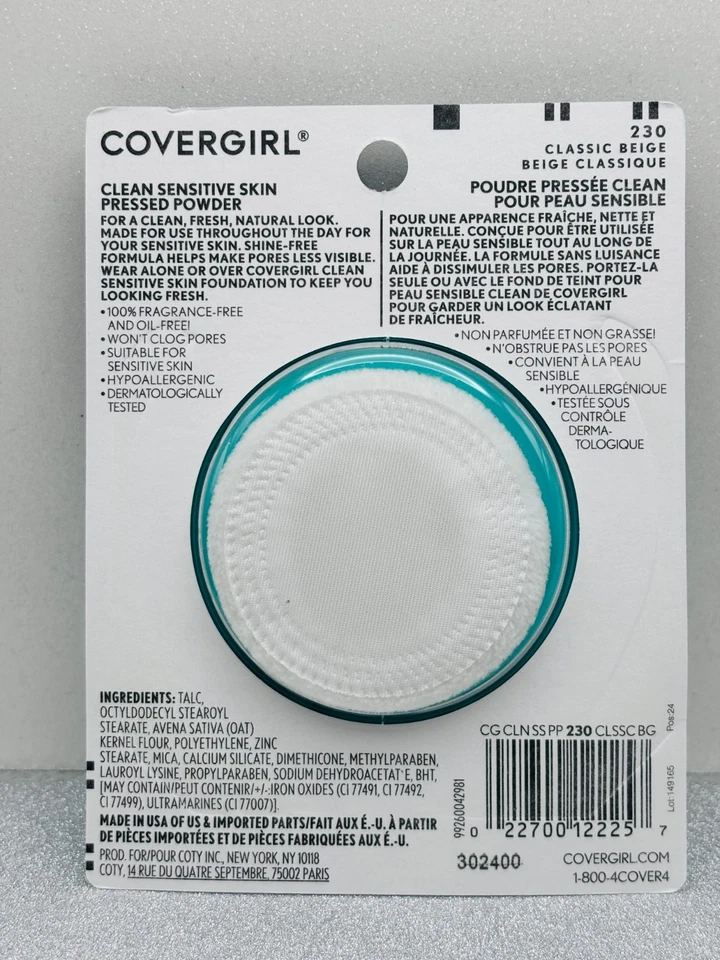 COVERGIRL®
230
CLASSIC BEIGE
BEIGE CLASSIQUE
CLEAN SENSITIVE SKIN
PRESSED POWDER
FOR A CLEAN, FRESH, NATURAL LOOK.
MADE FOR USE THROUGHOUT THE DAY FOR
YOUR SENSITIVE SKIN. SHINE-FREE
FORMULA HELPS MAKE PORES LESS VISIBLE.
WEAR ALONE OR OVER COVERGIRL CLEAN
SENSITIVE SKIN FOUNDATION TO KEEP YOU
LOOKING FRESH.
•100% FRAGRANCE-FREE
AND OIL-FREE!
•WON'T CLOG PORES
•SUITABLE FOR
SENSITIVE SKIN
•HYPOALLERGENIC
•DERMATOLOGICALLY
TESTED
POUDRE PRESSÉE CLEAN
POUR PEAU SENSIBLE
POUR UNE APPARENCE FRAÎCHE, NETTE ET
NATURELLE. CONÇUE POUR ÊTRE UTILISÉE
SUR LA PEAU SENSIBLE TOUT AU LONG DE
LA JOURNÉE. LA FORMULE SANS LUISANCE
AIDE À DISSIMULER LES PORES. PORTEZ-LA
SEULE OU AVEC LE FOND DE TEINT POUR
PEAU SENSIBLE CLEAN DE COVERGIRL
POUR GARDER UN LOOK ÉCLATANT
DE FRAÎCHEUR.
•NON PARFUMÉE ET NON GRASSE!
•N'OBSTRUE PAS LES PORES
•CONVIENT À LA PEAU
SENSIBLE
•HYPOALLERGÉNIQUE
•TESTÉE SOUS
CONTRÔLE
DERMA-
TOLOGIQUE
INGREDIENTS: TALC,
OCTYLDODECYL STEAROYL
STEARATE, AVENA SATIVA (OAT)
KERNEL FLOUR, POLYETHYLENE, ZINC
STEARATE, MICA, CALCIUM SILICATE, DIMETHICONE, METHYLPARABEN,
LAUROYL LYSINE, PROPYLPARABEN, SODIUM DEHYDROACETATE, BHT,
[MAY CONTAIN/PEUT CONTENIR/+/-:IRON OXIDES (CI 77491, CI 77492,
CI 77499), ULTRAMARINES (CI 77007)].
MADE IN USA OF US & IMPORTED PARTS/FAIT AUX É.-U. À PARTIR
DE PIÈCES IMPORTÉES ET DE PIÈCES FABRIQUÉES AUX É.-U.
PROD. FOR/POUR COTY INC., NEW YORK, NY 10118
COTY, 14 RUE DU QUATRE SEPTEMBRE, 75002 PARIS
CG CLN SS PP 230 CLSSC BG
99260042981
0 22700 12225 7
Lot: 149165
Pos:24
302400
COVERGIRL.COM
1-800-4COVER4